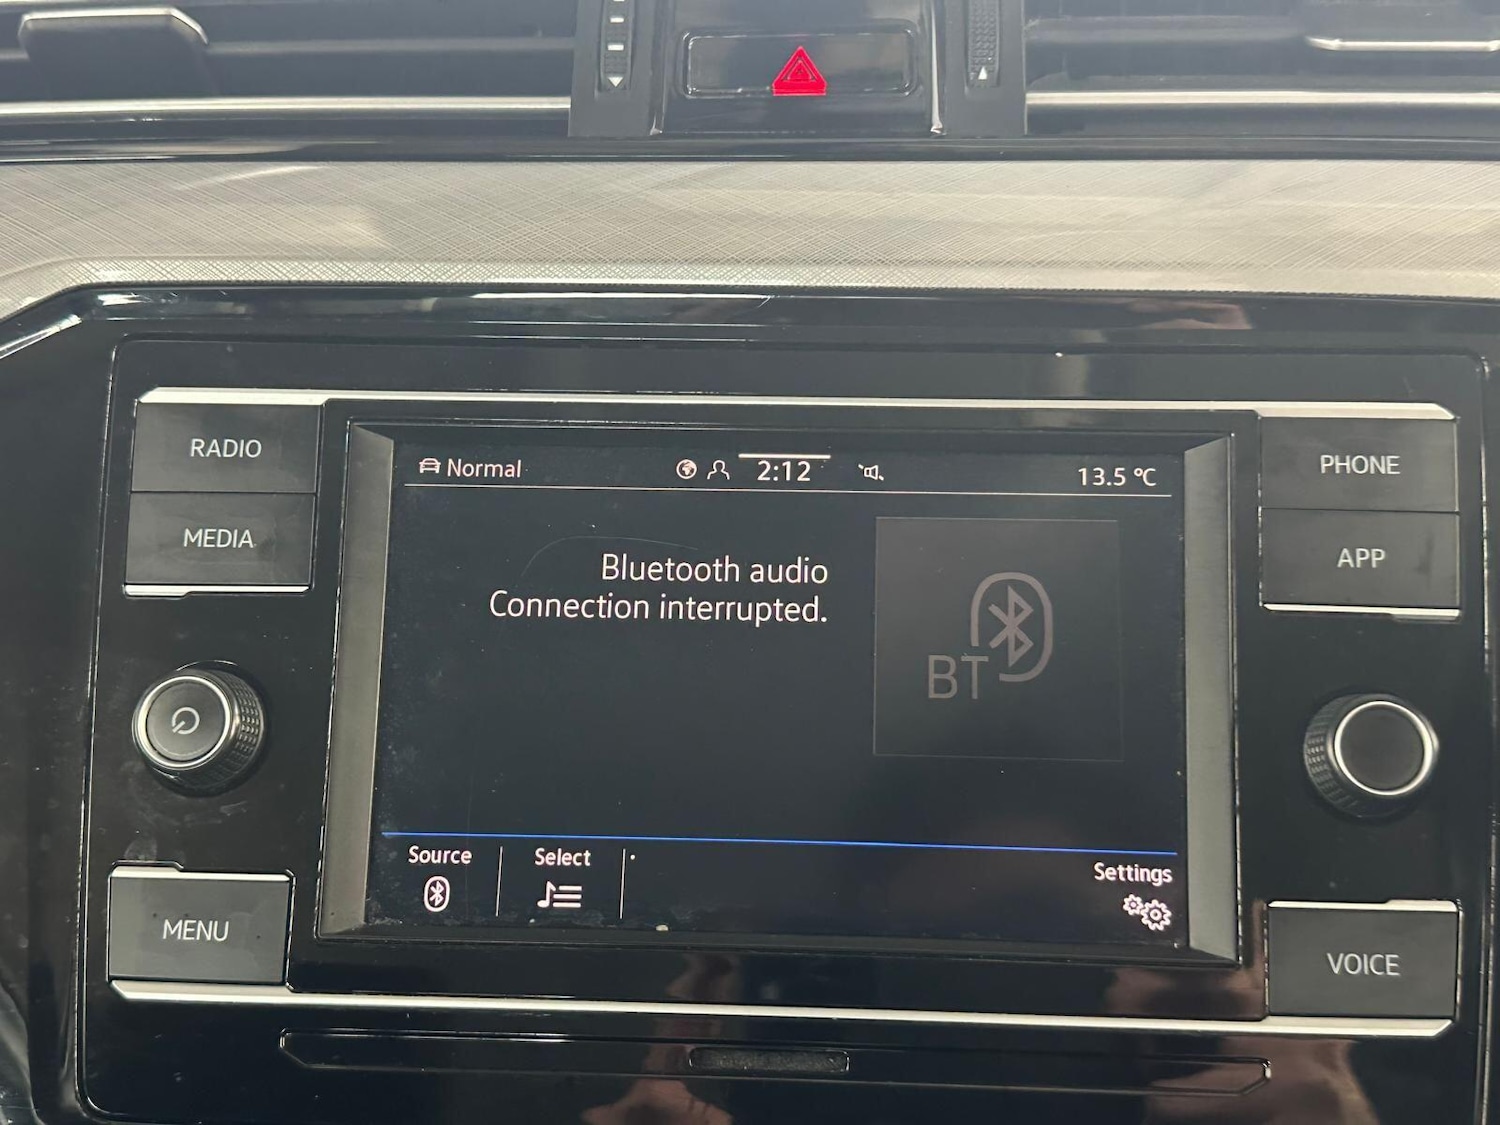 RADIO
MEDIA
MENU
Normal
2:12
13.5 °C
Bluetooth audio
Connection interrupted.
BT
Source
Select
Settings
PHONE
APP
VOICE